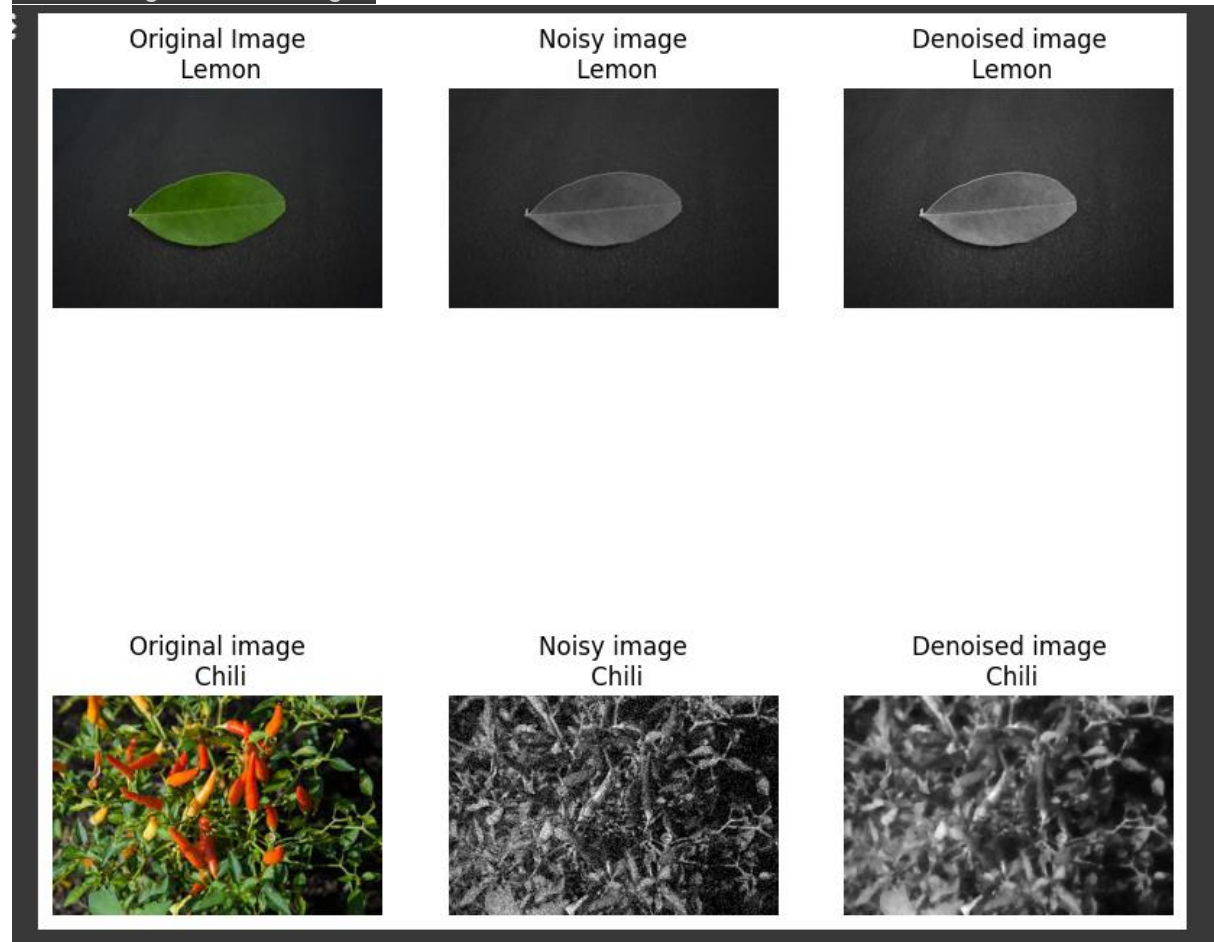 Original Image
Lemon
Noisy image
Lemon
Denoised image
Lemon
Original image
Chili
Noisy image
Chili
Denoised image
Chili